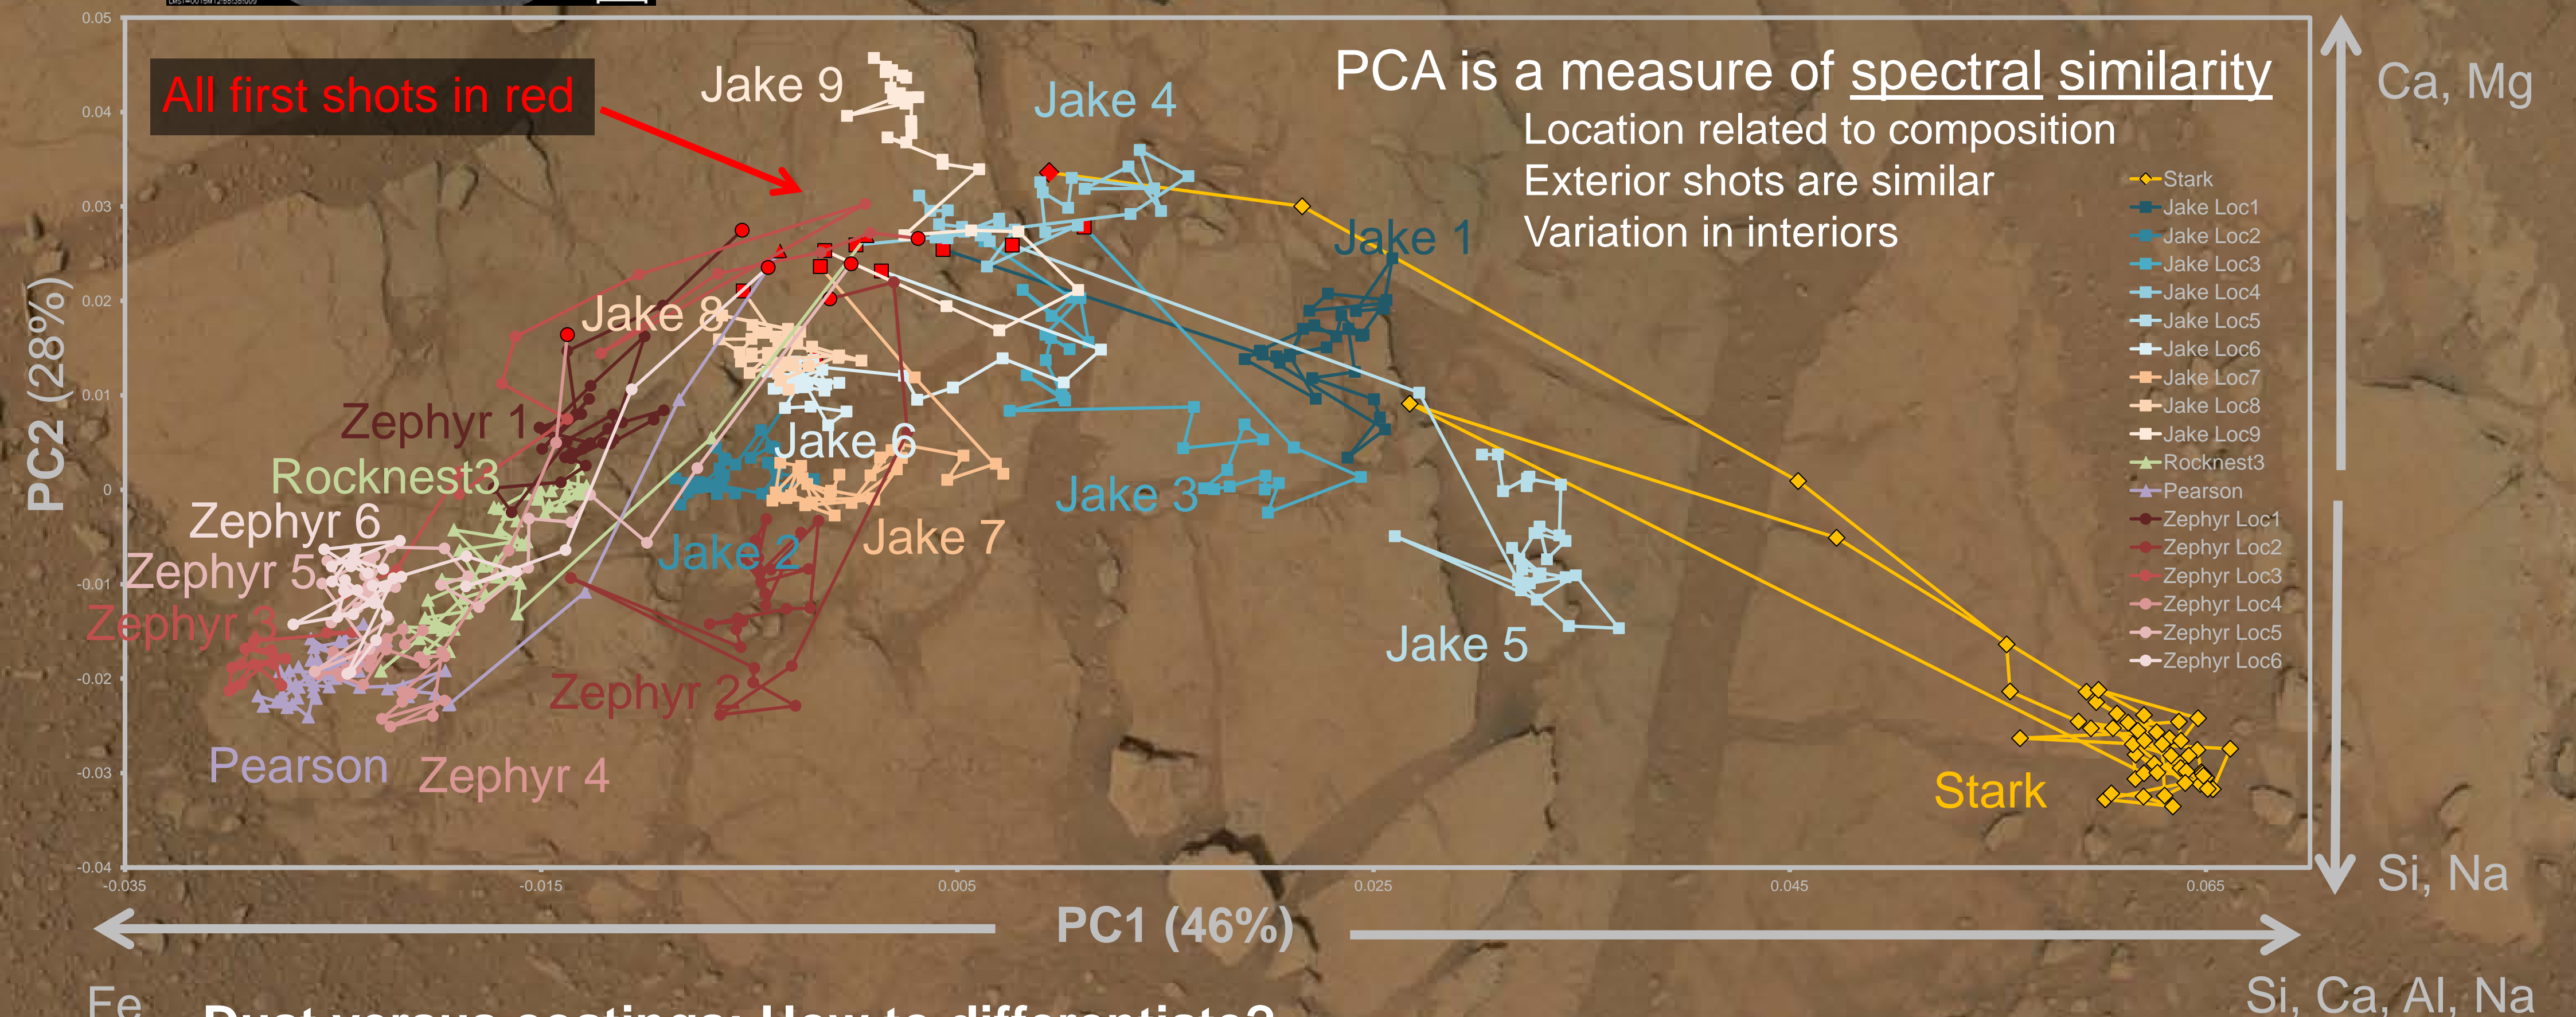 0.05
0.04
0.03
0.02
0.01
0
-0.01
-0.02
-0.03
-0.04
PC2 (28%)
All first shots in red
Jake 9
Jake 4
PCA is a measure of spectral similarity
Location related to composition
Exterior shots are similar
Variation in interiors
Ca, Mg
Jake 1
Jake 8
Zephyr 1
Jake 6
Rocknest3
Jake 3
Zephyr 6
Jake 7
Jake 2
Zephyr 5
Zephyr 3
Jake 5
Zephyr 2
Pearson
Zephyr 4
Stark
Stark
Jake Loc1
Jake Loc2
Jake Loc3
Jake Loc4
Jake Loc5
Jake Loc6
Jake Loc7
Jake Loc8
Jake Loc9
Rocknest3
Pearson
Zephyr Loc1
Zephyr Loc2
Zephyr Loc3
Zephyr Loc4
Zephyr Loc5
Zephyr Loc6
Si, Na
-0.035
-0.015
0.005
0.025
0.045
0.065
PC1 (46%)
Fe
Si, Ca, Al, Na
Dust versus coatings: How to differentiate?